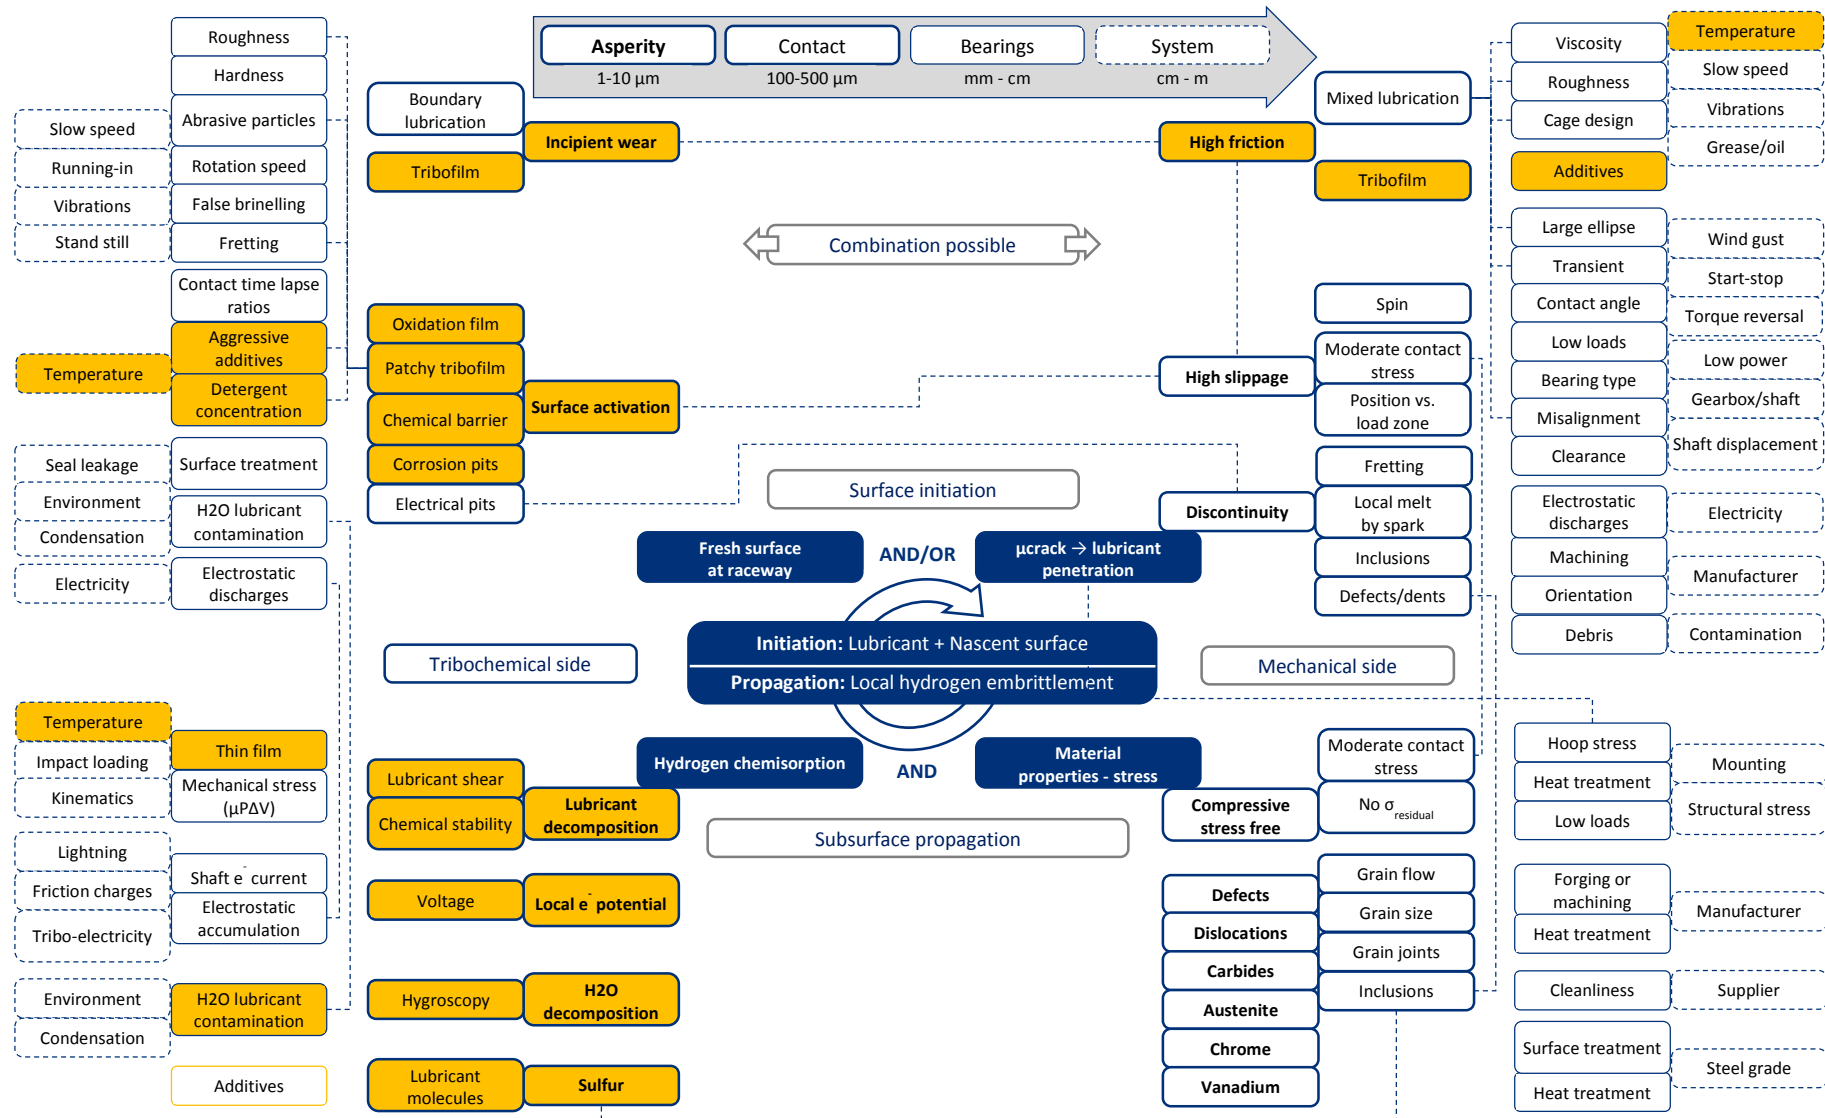 Asperity
Contact
Bearings
System
1-10 µm
100-500 µm
mm - cm
cm - m
Roughness
Hardness
Abrasive particles
Rotation speed
False brinelling
Fretting
Contact time lapse
ratios
Aggressive
additives
Detergent
concentration
Slow speed
Running-in
Vibrations
Stand still
Temperature
Surface treatment
H2O lubricant
contamination
Electrostatic
discharges
Seal leakage
Environment
Condensation
Electricity
Boundary
lubrication
Tribofilm
Incipient wear
Oxidation film
Patchy tribofilm
Chemical barrier
Corrosion pits
Electrical pits
Surface activation
Combination possible
High friction
Mixed lubrication
Tribofilm
High slippage
Spin
Moderate contact
stress
Position vs.
load zone
Discontinuity
Fretting
Local melt
by spark
Inclusions
Defects/dents
Viscosity
Roughness
Cage design
Additives
Large ellipse
Transient
Contact angle
Low loads
Bearing type
Misalignment
Clearance
Electrostatic
discharges
Machining
Orientation
Debris
Temperature
Slow speed
Vibrations
Grease/oil
Wind gust
Start-stop
Torque reversal
Low power
Gearbox/shaft
Shaft displacement
Electricity
Manufacturer
Contamination
Surface initiation
Fresh surface
at raceway
AND/OR
µcrack → lubricant
penetration
Initiation: Lubricant + Nascent surface
Propagation: Local hydrogen embrittlement
Tribochemical side
Mechanical side
Hydrogen chemisorption
AND
Material
properties - stress
Subsurface propagation
Temperature
Impact loading
Kinematics
Lightning
Friction charges
Tribo-electricity
Environment
Condensation
Thin film
Mechanical stress
(µPΔV)
Shaft e⁻ current
Electrostatic
accumulation
H2O lubricant
contamination
Additives
Lubricant shear
Chemical stability
Lubricant
decomposition
Voltage
Local e⁻ potential
Hygroscopy
H2O
decomposition
Lubricant
molecules
Sulfur
Compressive
stress free
Moderate contact
stress
No σ residual
Defects
Dislocations
Carbides
Austenite
Chrome
Vanadium
Grain flow
Grain size
Grain joints
Inclusions
Hoop stress
Heat treatment
Low loads
Mounting
Structural stress
Forging or
machining
Heat treatment
Manufacturer
Cleanliness
Supplier
Surface treatment
Heat treatment
Steel grade